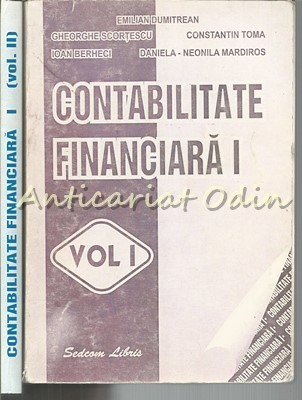 CONTABILITATE FINANCIARĂ I (vol. II)
EMILIAN DUMITREAN
GHEORGHE SCORȚESCU CONSTANTIN TOMA
IOAN BERHECI DANIELA - NEONILA MARDIROS
CONTABILITATE
FINANCIARĂ I
Anticariat Odin
VOL I
Sedcom Libris